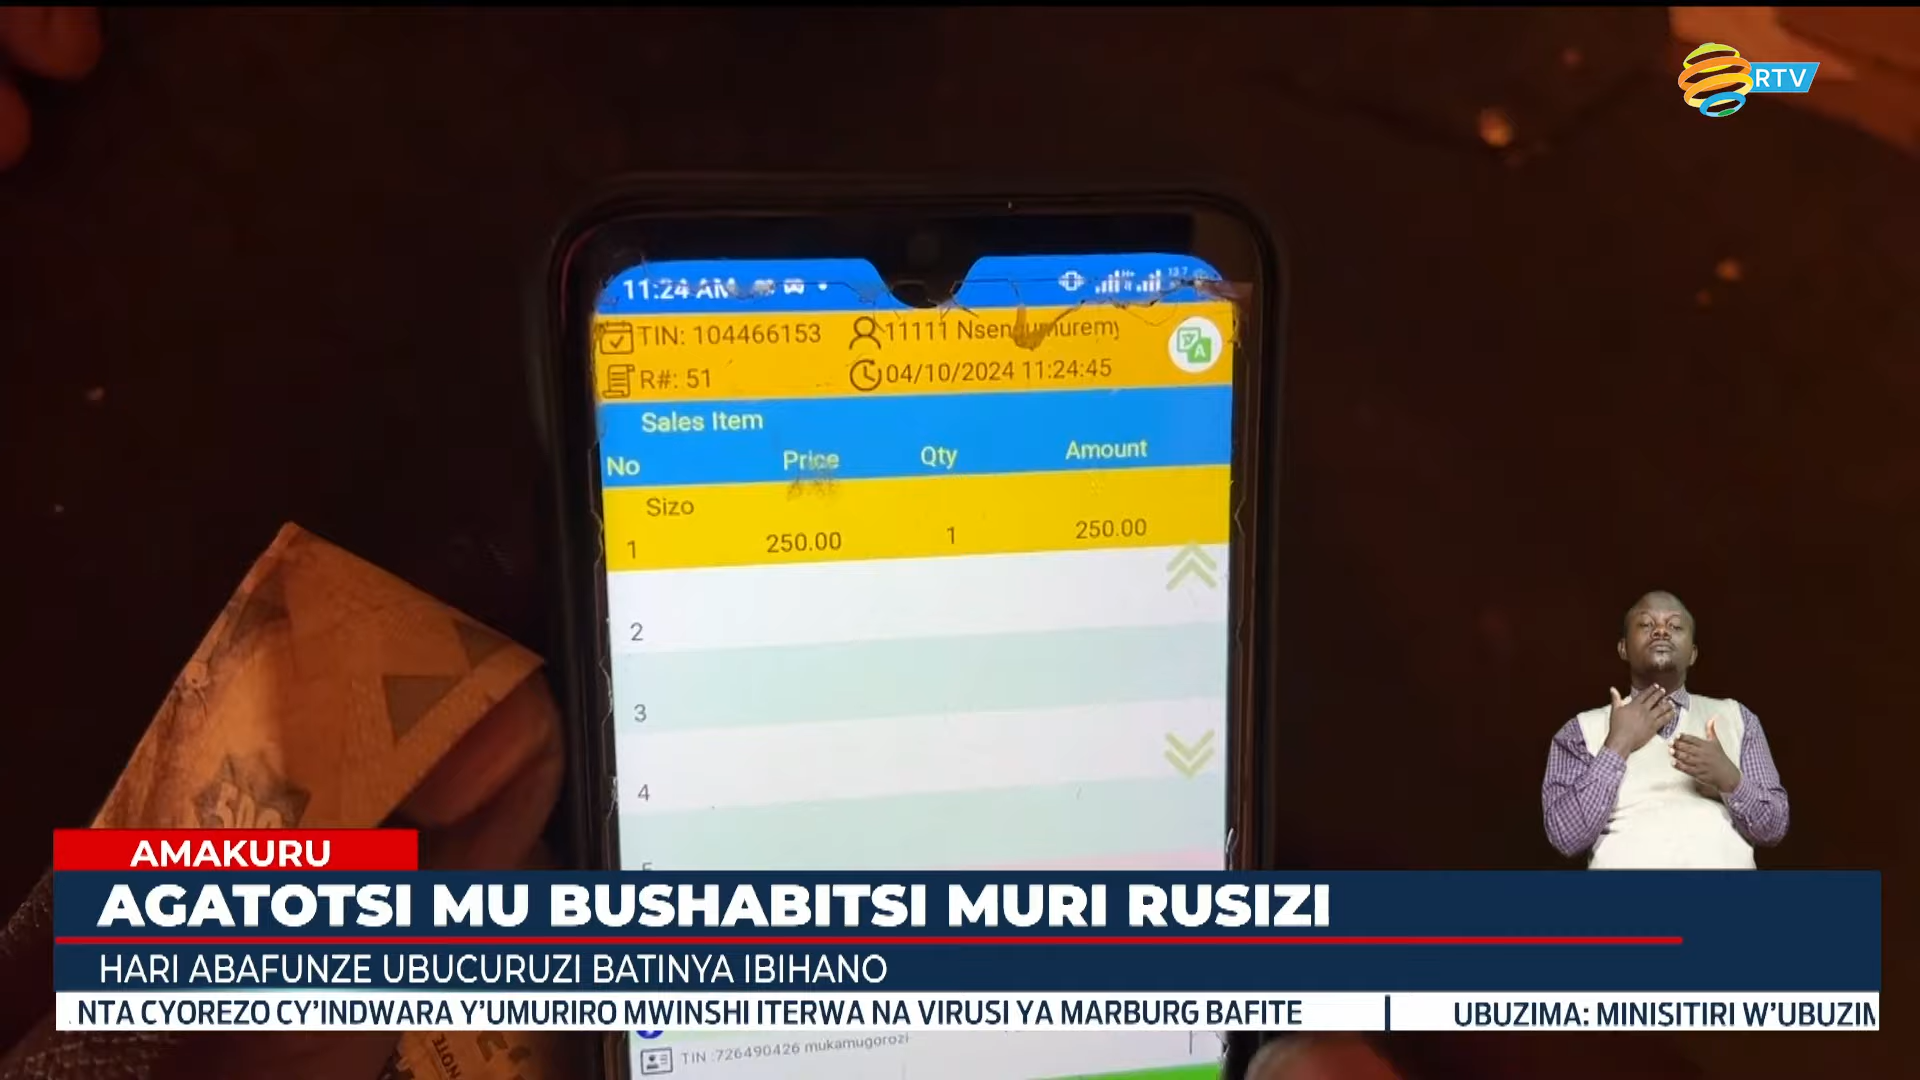 RTV
11:24 AM
TIN: 104466153
11111 Nsengumuremy
R#: 51
04/10/2024 11:24:45
Sales Item
No Price Qty Amount
Sizo
1 250.00 1 250.00
2
3
4
5
AMAKURU
AGATOTSI MU BUSHABITSI MURI RUSIZI
HARI ABAFUNZE UBUCURUZI BATINYA IBIHANO
NTA CYOREZO CY'INDWARA Y'UMURIRO MWINSHI ITERWA NA VIRUSI YA MARBURG BAFITE | UBUZIMA: MINISITIRI W'UBUZIM
TIN :726490426 mukamugorozi